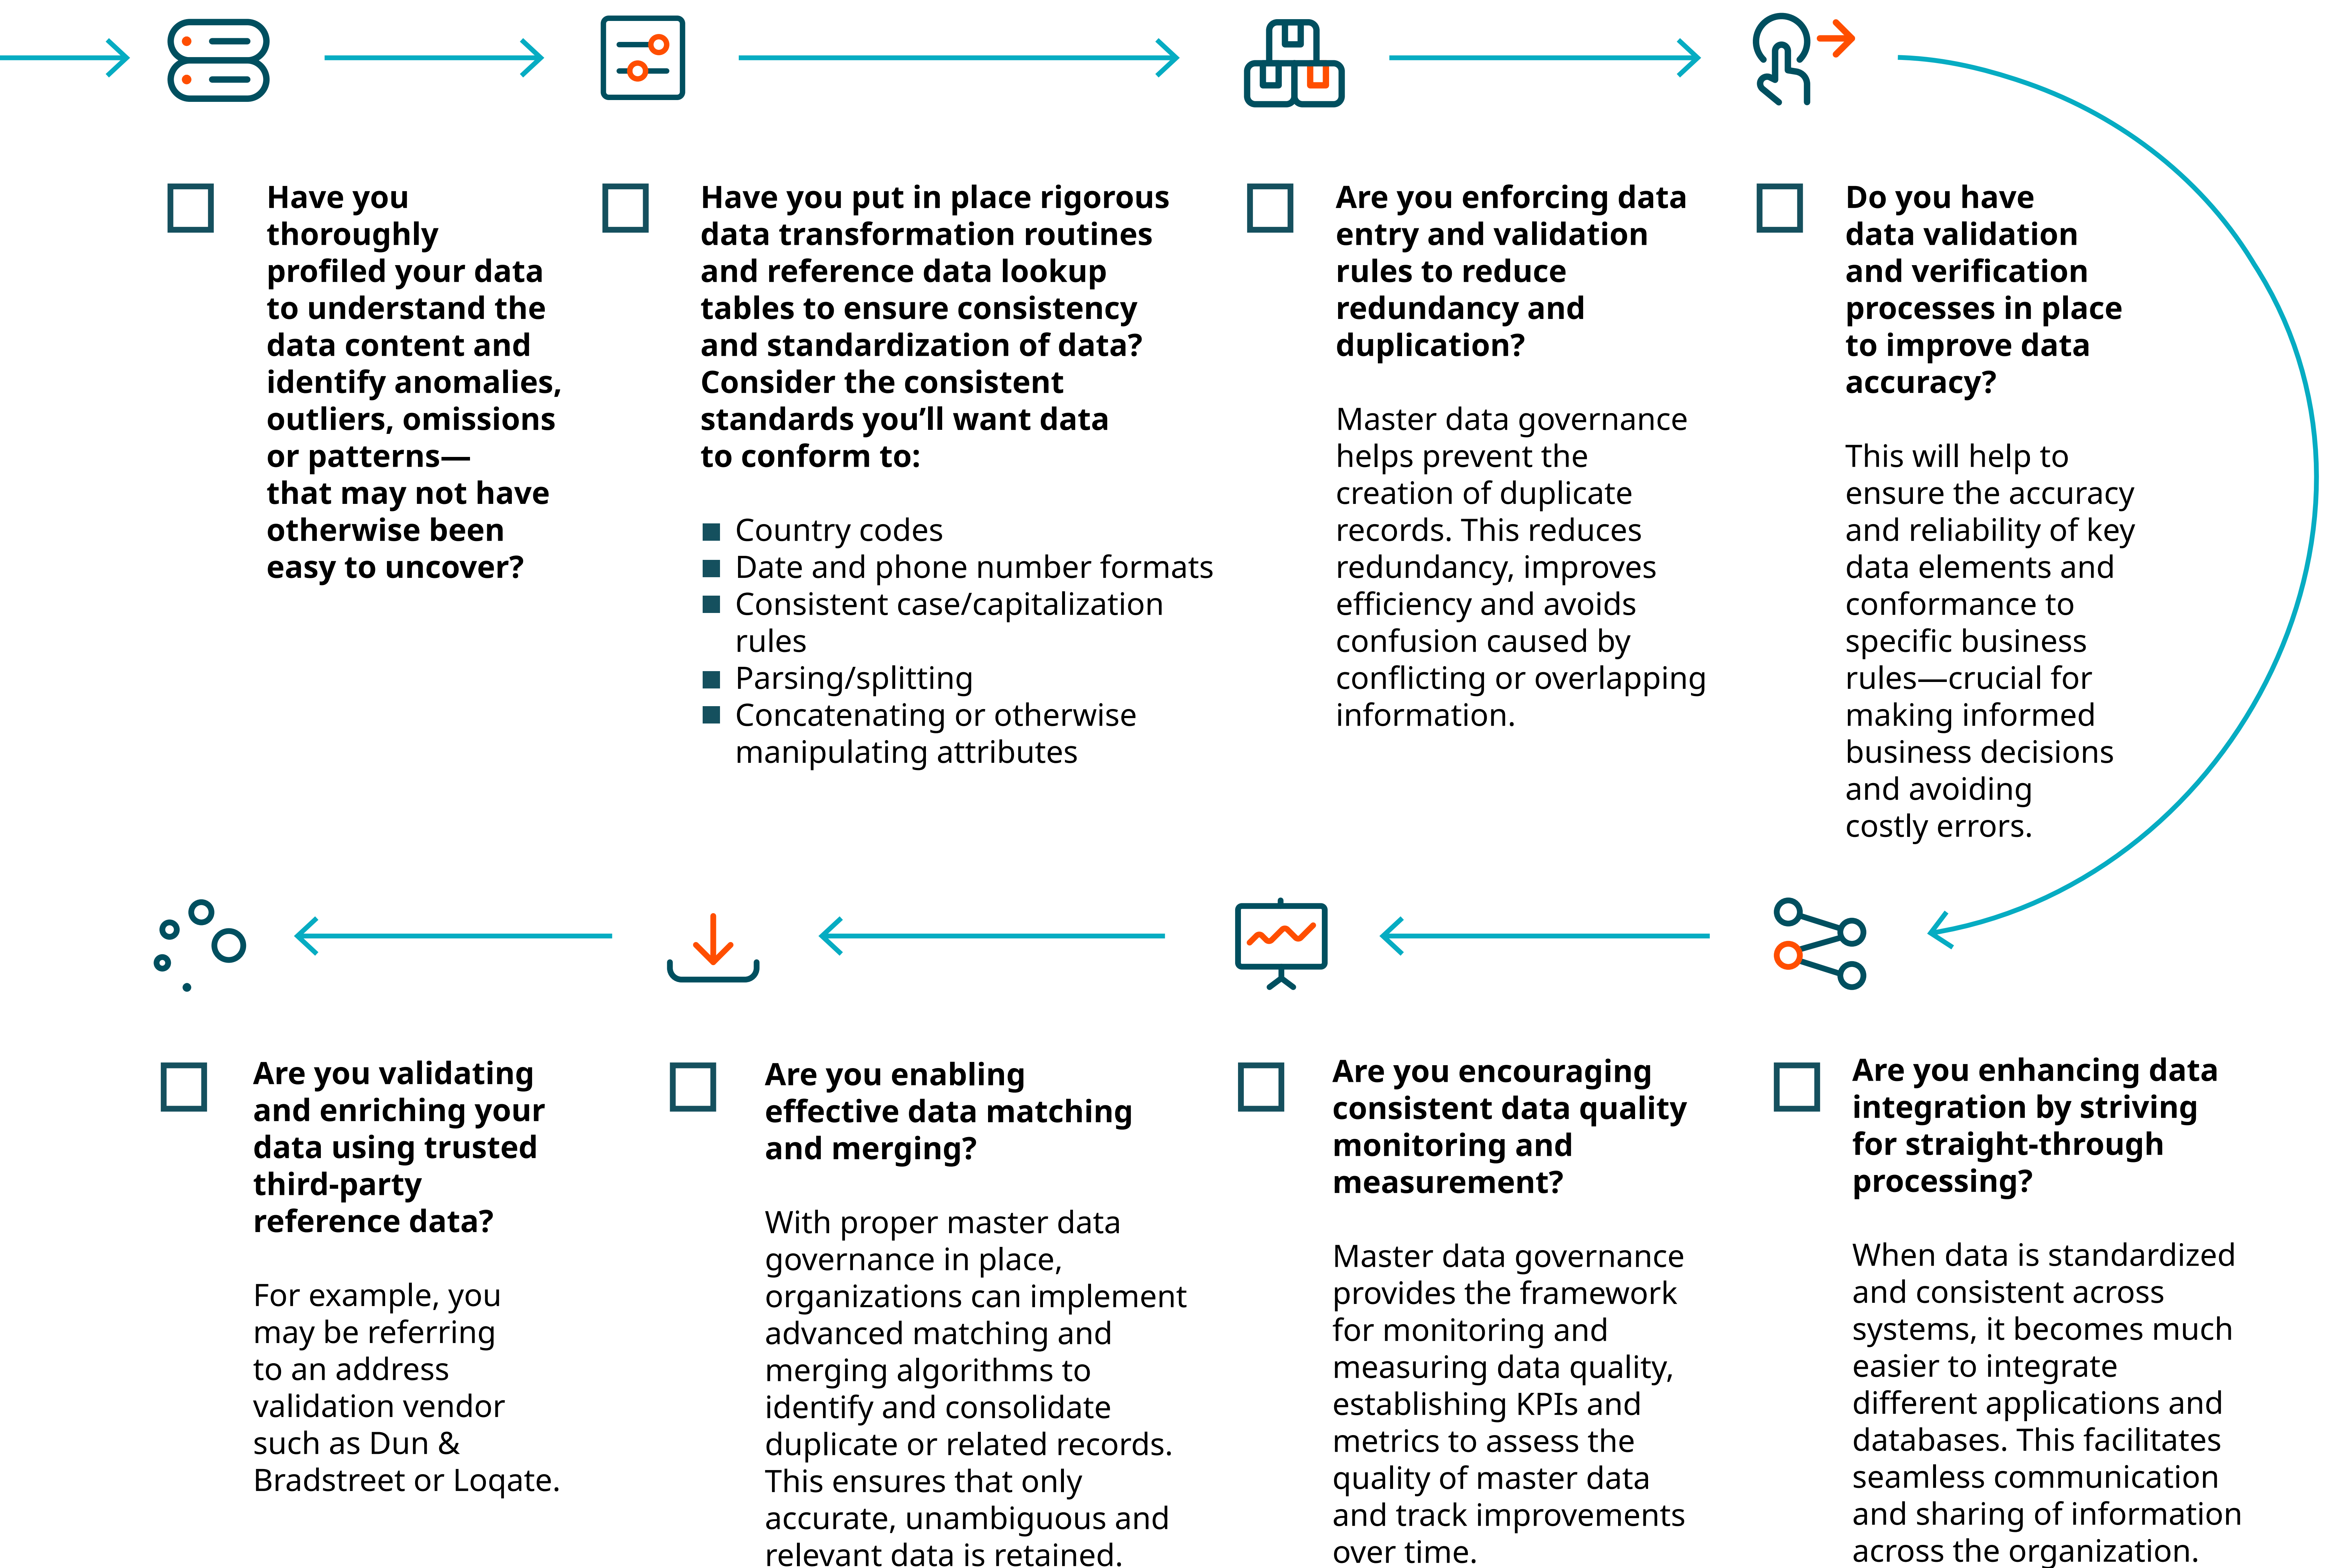 Have you
thoroughly
profiled your data
to understand the
data content and
identify anomalies,
outliers, omissions
or patterns—
that may not have
otherwise been
easy to uncover?
Have you put in place rigorous
data transformation routines
and reference data lookup
tables to ensure consistency
and standardization of data?
Consider the consistent
standards you’ll want data
to conform to:
Country codes
Date and phone number formats
Consistent case/capitalization
rules
Parsing/splitting
Concatenating or otherwise
manipulating attributes
Are you enforcing data
entry and validation
rules to reduce
redundancy and
duplication?
Master data governance
helps prevent the
creation of duplicate
records. This reduces
redundancy, improves
efficiency and avoids
confusion caused by
conflicting or overlapping
information.
Do you have
data validation
and verification
processes in place
to improve data
accuracy?
This will help to
ensure the accuracy
and reliability of key
data elements and
conformance to
specific business
rules—crucial for
making informed
business decisions
and avoiding
costly errors.
Are you enhancing data
integration by striving
for straight-through
processing?
When data is standardized
and consistent across
systems, it becomes much
easier to integrate
different applications and
databases. This facilitates
seamless communication
and sharing of information
across the organization.
Are you encouraging
consistent data quality
monitoring and
measurement?
Master data governance
provides the framework
for monitoring and
measuring data quality,
establishing KPIs and
metrics to assess the
quality of master data
and track improvements
over time.
Are you enabling
effective data matching
and merging?
With proper master data
governance in place,
organizations can implement
advanced matching and
merging algorithms to
identify and consolidate
duplicate or related records.
This ensures that only
accurate, unambiguous and
relevant data is retained.
Are you validating
and enriching your
data using trusted
third-party
reference data?
For example, you
may be referring
to an address
validation vendor
such as Dun &
Bradstreet or Loqate.